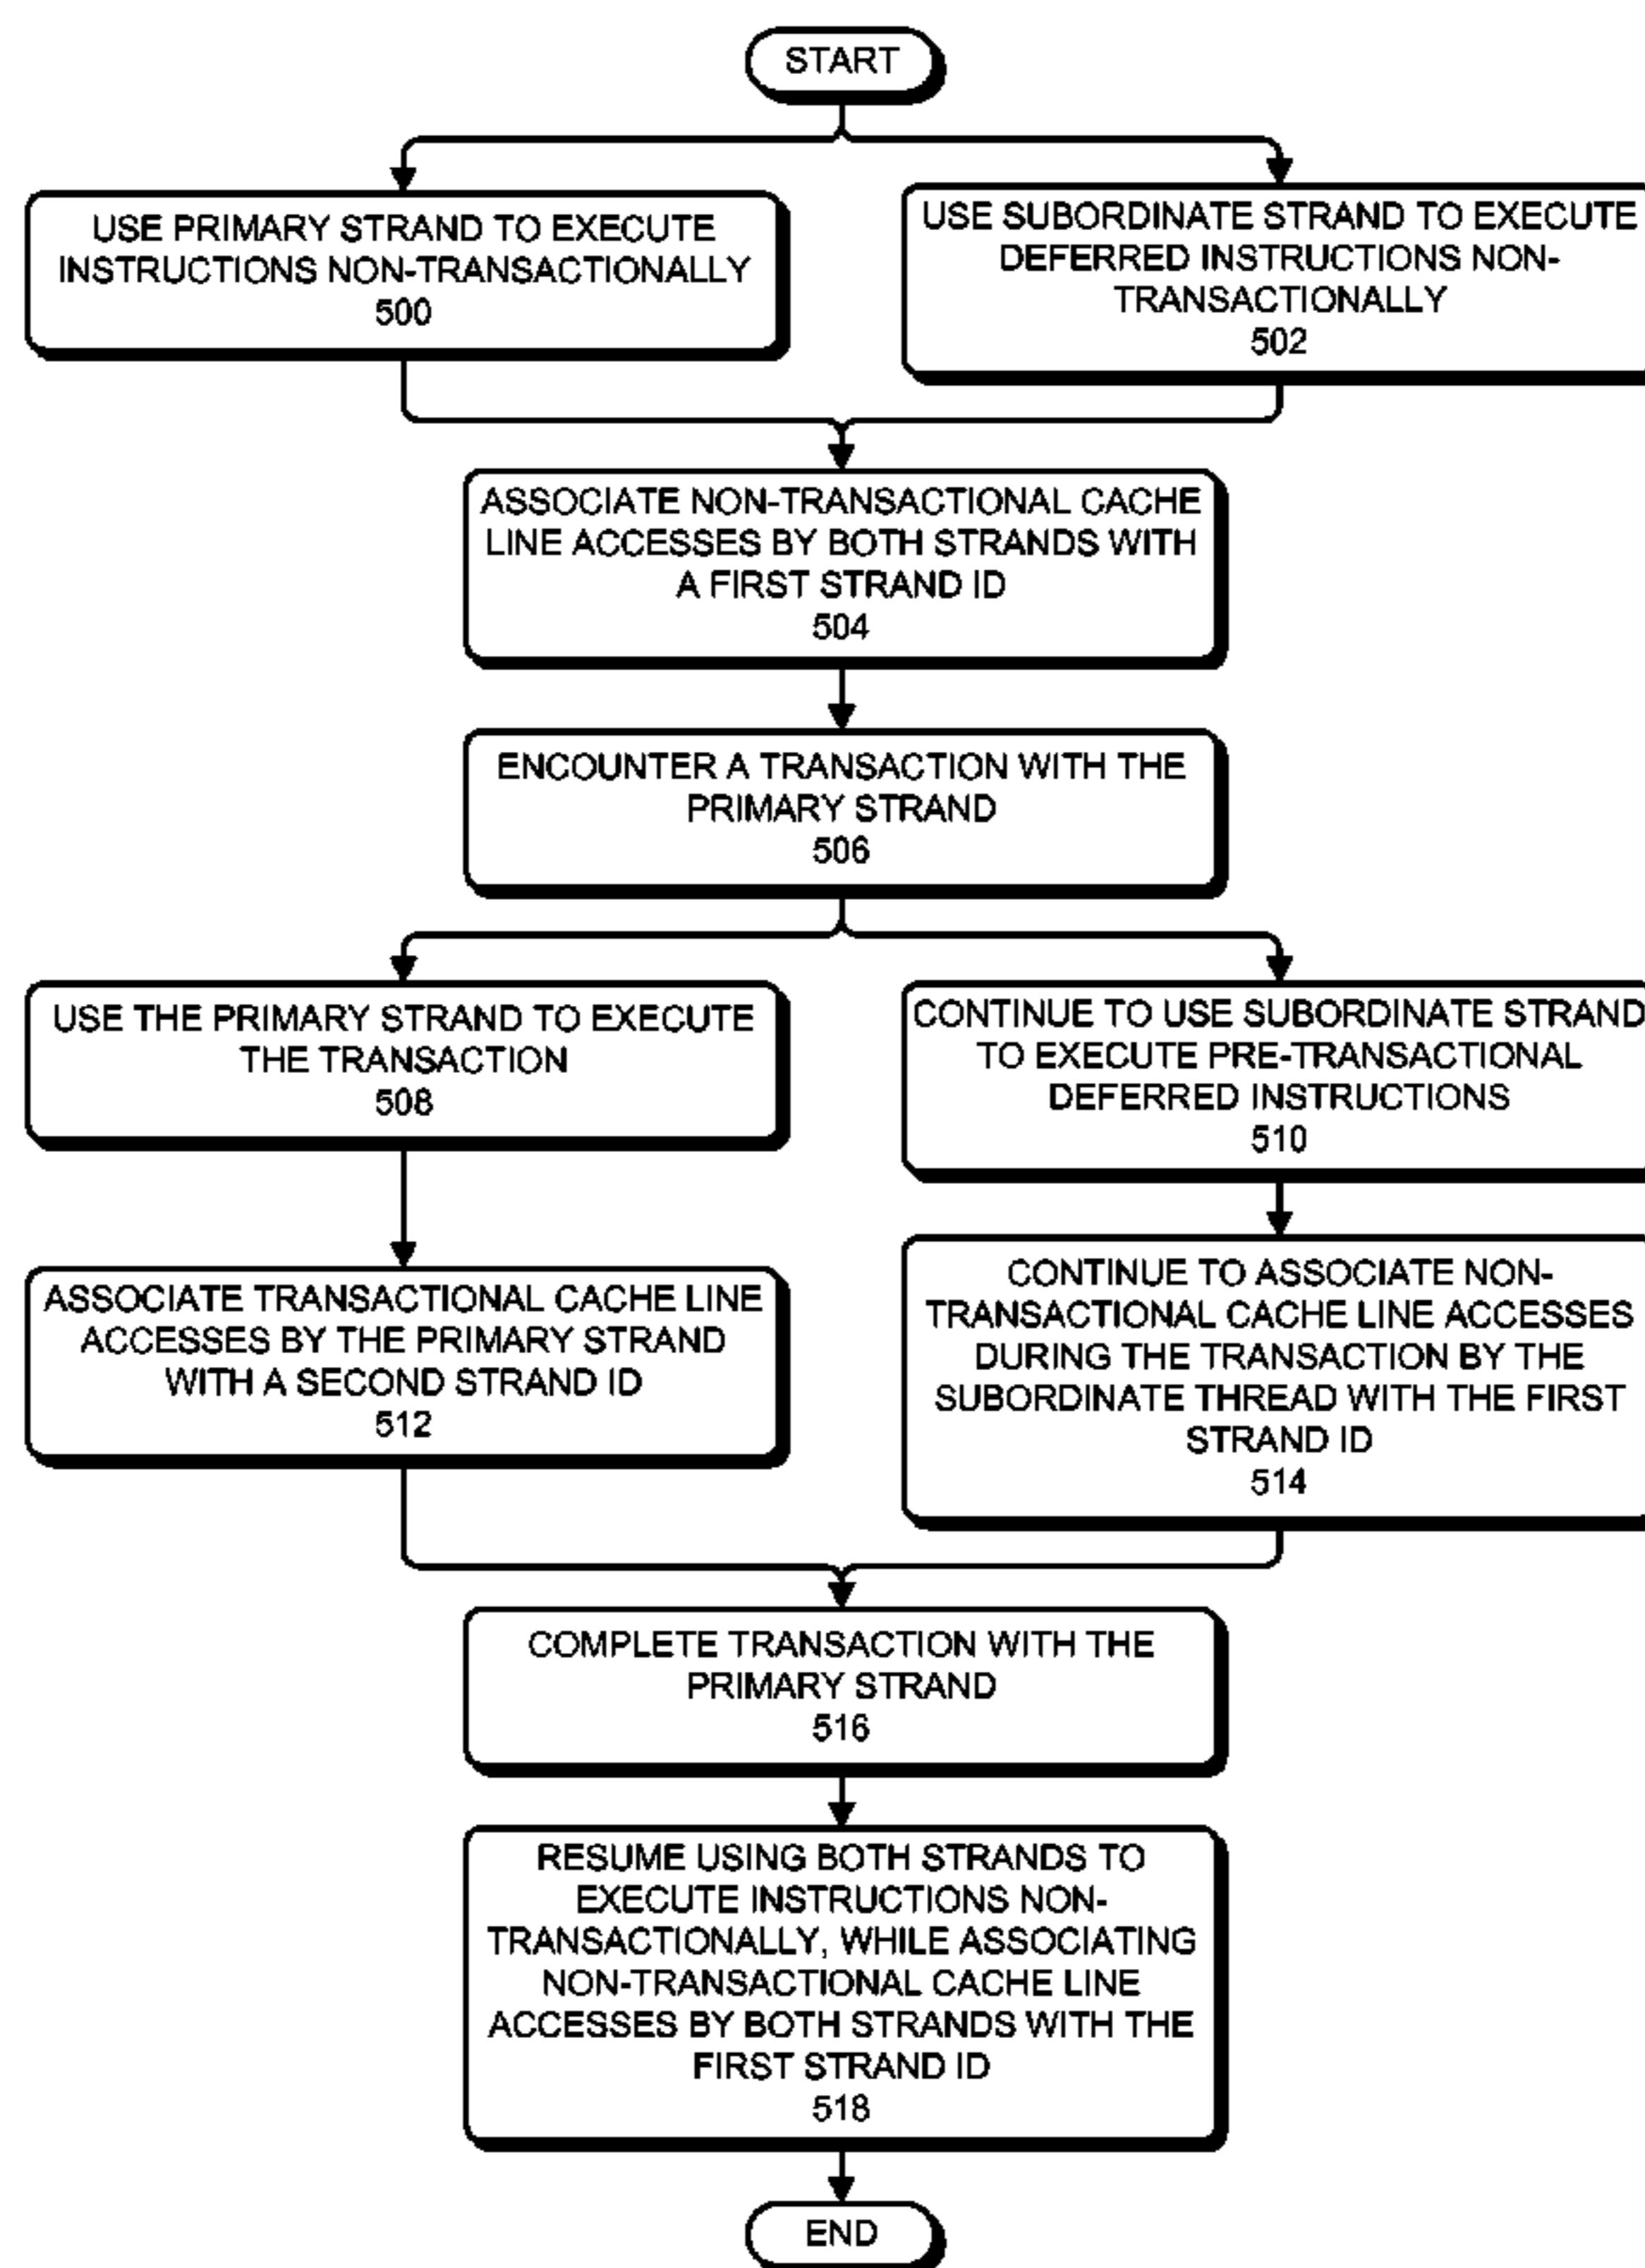 START
USE PRIMARY STRAND TO EXECUTE
INSTRUCTIONS NON-TRANSACTIONALLY
500
USE SUBORDINATE STRAND TO EXECUTE
DEFERRED INSTRUCTIONS NON-
TRANSACTIONALLY
502
ASSOCIATE NON-TRANSACTIONAL CACHE
LINE ACCESSES BY BOTH STRANDS WITH
A FIRST STRAND ID
504
ENCOUNTER A TRANSACTION WITH THE
PRIMARY STRAND
506
USE THE PRIMARY STRAND TO EXECUTE
THE TRANSACTION
508
CONTINUE TO USE SUBORDINATE STRAND
TO EXECUTE PRE-TRANSACTIONAL
DEFERRED INSTRUCTIONS
510
ASSOCIATE TRANSACTIONAL CACHE LINE
ACCESSES BY THE PRIMARY STRAND
WITH A SECOND STRAND ID
512
CONTINUE TO ASSOCIATE NON-
TRANSACTIONAL CACHE LINE ACCESSES
DURING THE TRANSACTION BY THE
SUBORDINATE THREAD WITH THE FIRST
STRAND ID
514
COMPLETE TRANSACTION WITH THE
PRIMARY STRAND
516
RESUME USING BOTH STRANDS TO
EXECUTE INSTRUCTIONS NON-
TRANSACTIONALLY, WHILE ASSOCIATING
NON-TRANSACTIONAL CACHE LINE
ACCESSES BY BOTH STRANDS WITH THE
FIRST STRAND ID
518
END